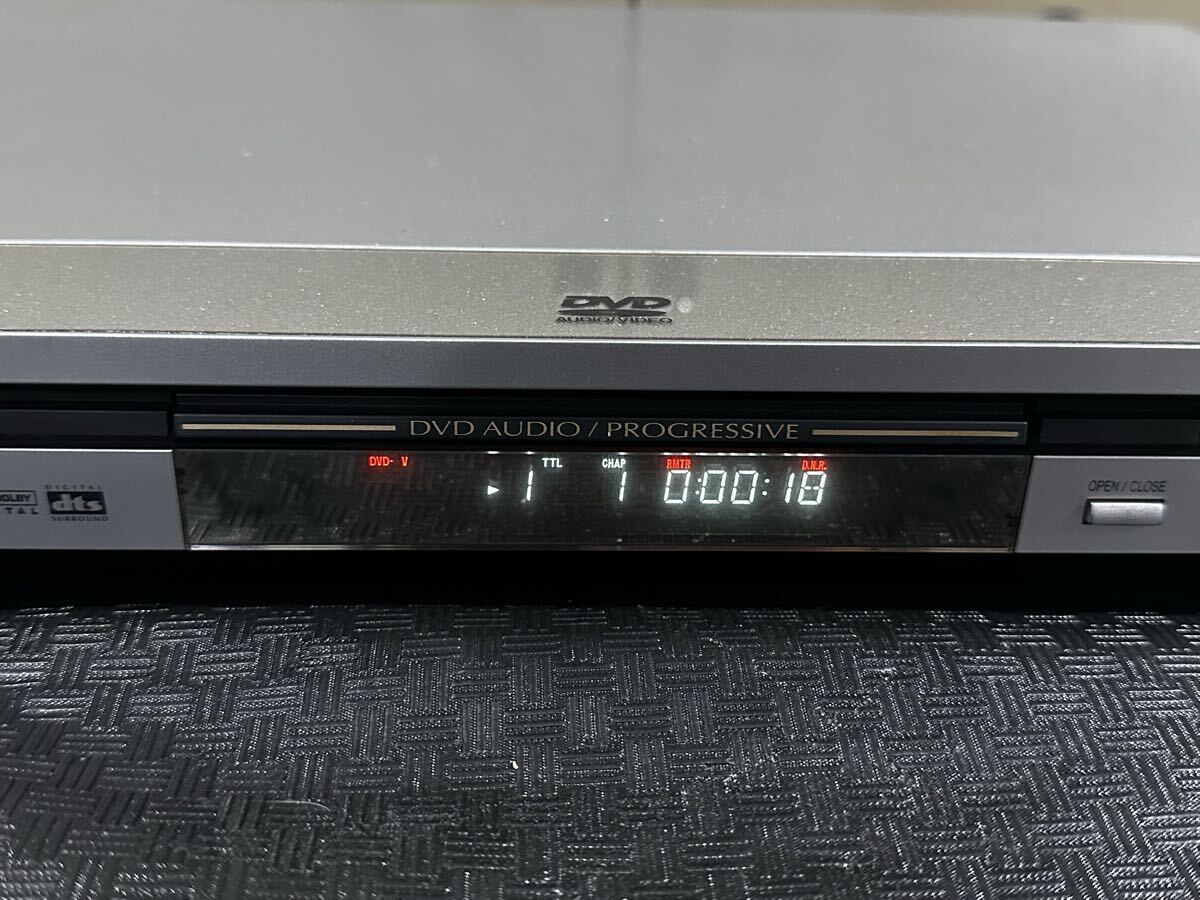 DVD
AUDIO/VIDEO
DVD AUDIO / PROGRESSIVE
DVD- V TTL CHAP RMTR D.N.R.
1 1 0:00:18
DIGITAL
dts
SURROUND
OPEN / CLOSE